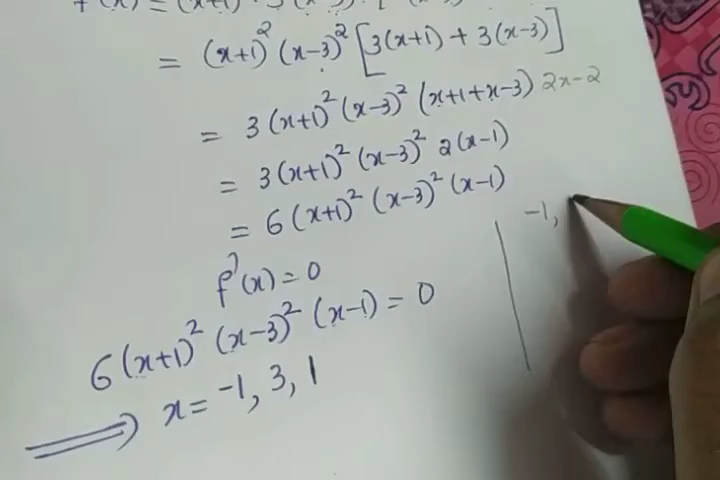 = (x+1)² (x-3)² [3(x+1) + 3(x-3)]
= 3(x+1)² (x-3)² (x+1+x-3) 2x-2
= 3(x+1)² (x-3)² 2(x-1)
= 6(x+1)² (x-3)² (x-1)
-1,
f'(x) = 0
6(x+1)² (x-3)² (x-1) = 0
⟹ x = -1, 3, 1